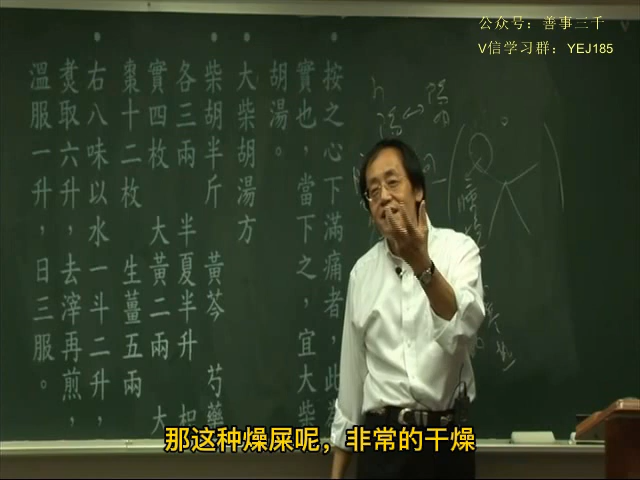 公众号：善事三千
V信学习群：YEJ185
按之心下滿痛者，此
實也，當下之，宜大柴
胡湯。
大柴胡湯方
柴胡半斤 黃芩 芍藥
各三兩 半夏半升 枳
實四枚 大黃二兩 大
棗十二枚 生薑五兩
右八味以水一斗二升，
煑取六升，去滓再煎，
溫服一升，日三服。
那这种燥屎呢，非常的干燥